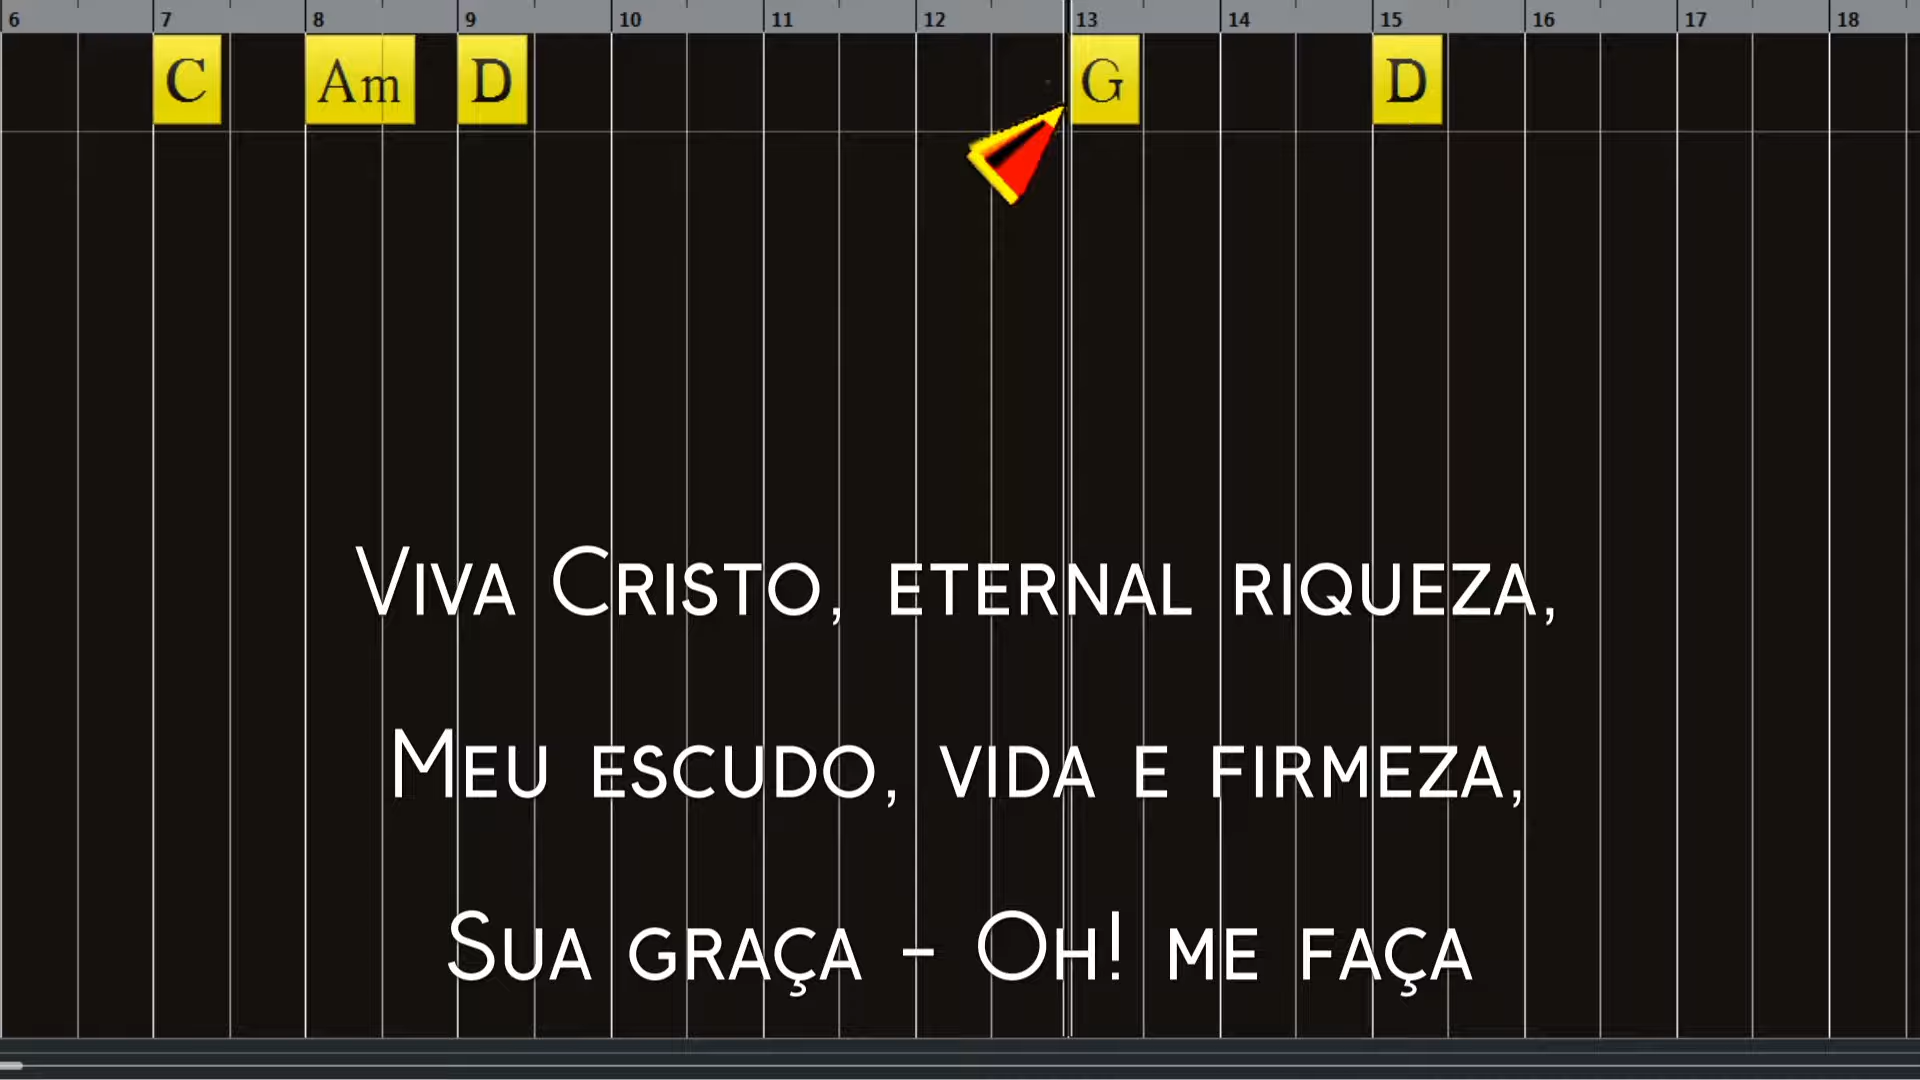 6 7 8 9 10 11 12 13 14 15 16 17 18
C Am D G D
Viva Cristo, eternal riqueza,
Meu escudo, vida e firmeza,
Sua graça - Oh! me faça